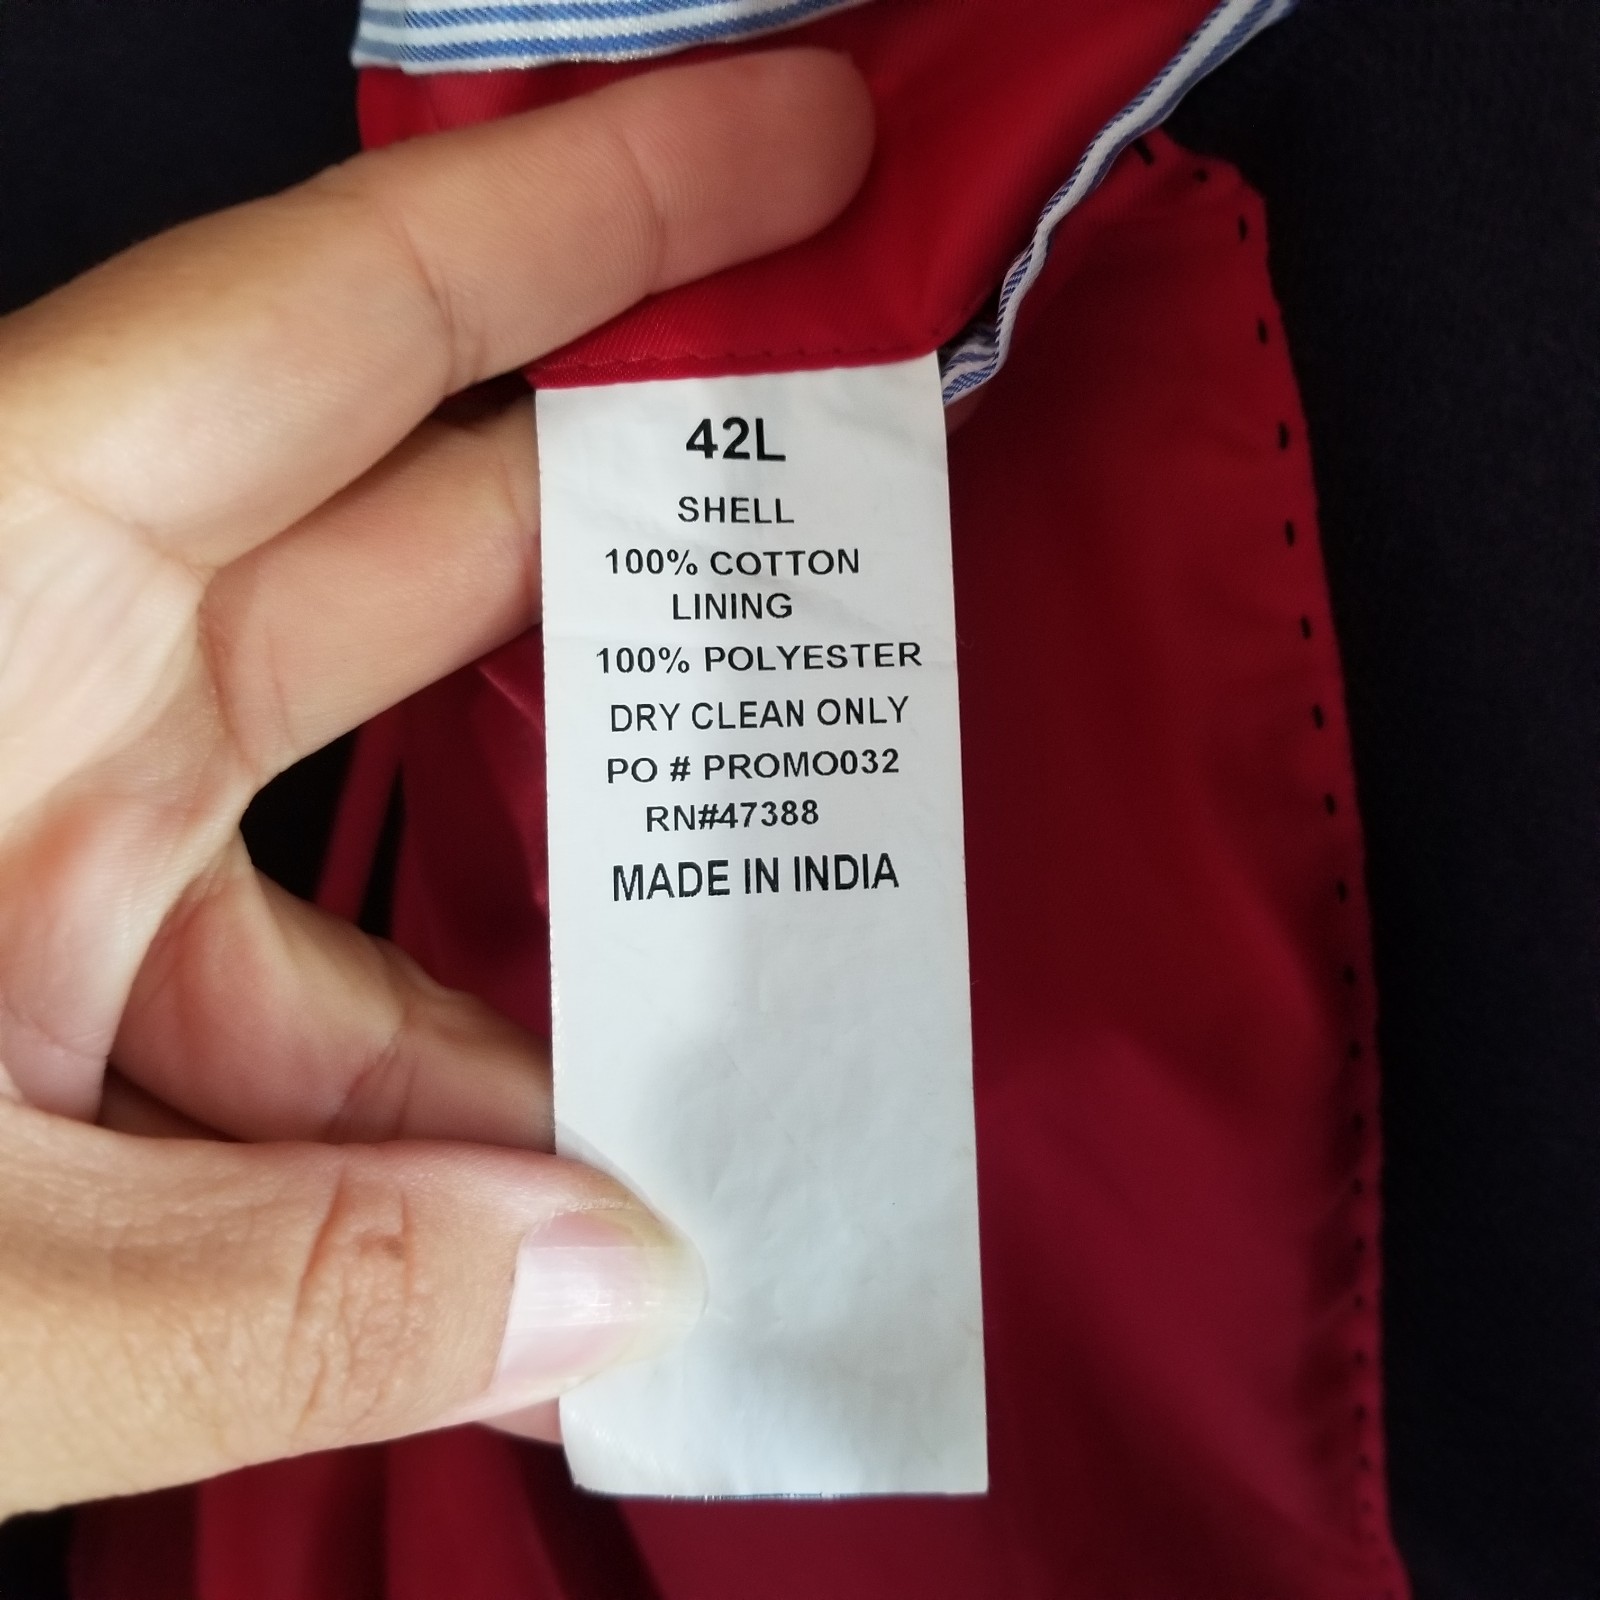 42L
SHELL
100% COTTON
LINING
100% POLYESTER
DRY CLEAN ONLY
PO # PROMO032
RN#47388
MADE IN INDIA